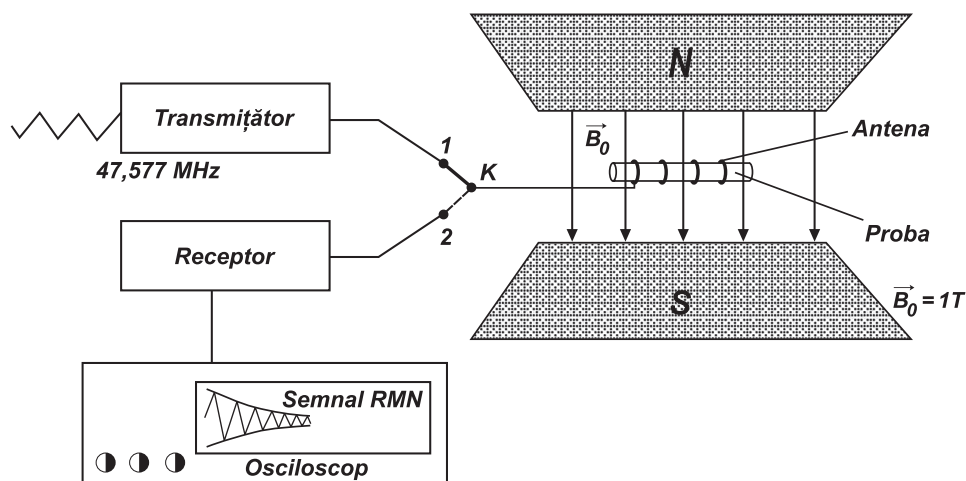 N
Transmițător
47,577 MHz
1
K
2
B₀
Antena
Proba
Receptor
S
B₀ = 1T
Semnal RMN
Osciloscop